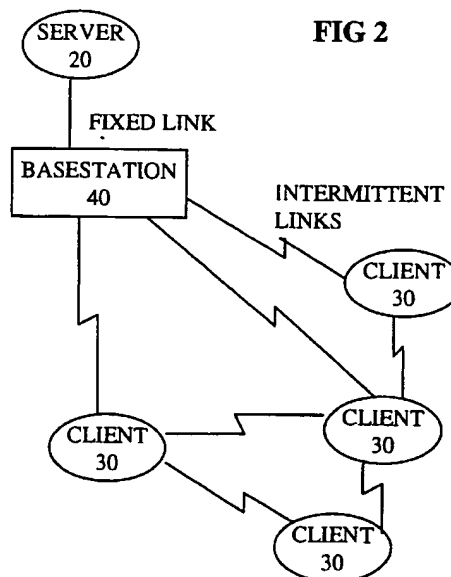 FIG 2
SERVER
20
FIXED LINK
BASESTATION
40
INTERMITTENT
LINKS
CLIENT
30
CLIENT
30
CLIENT
30
CLIENT
30